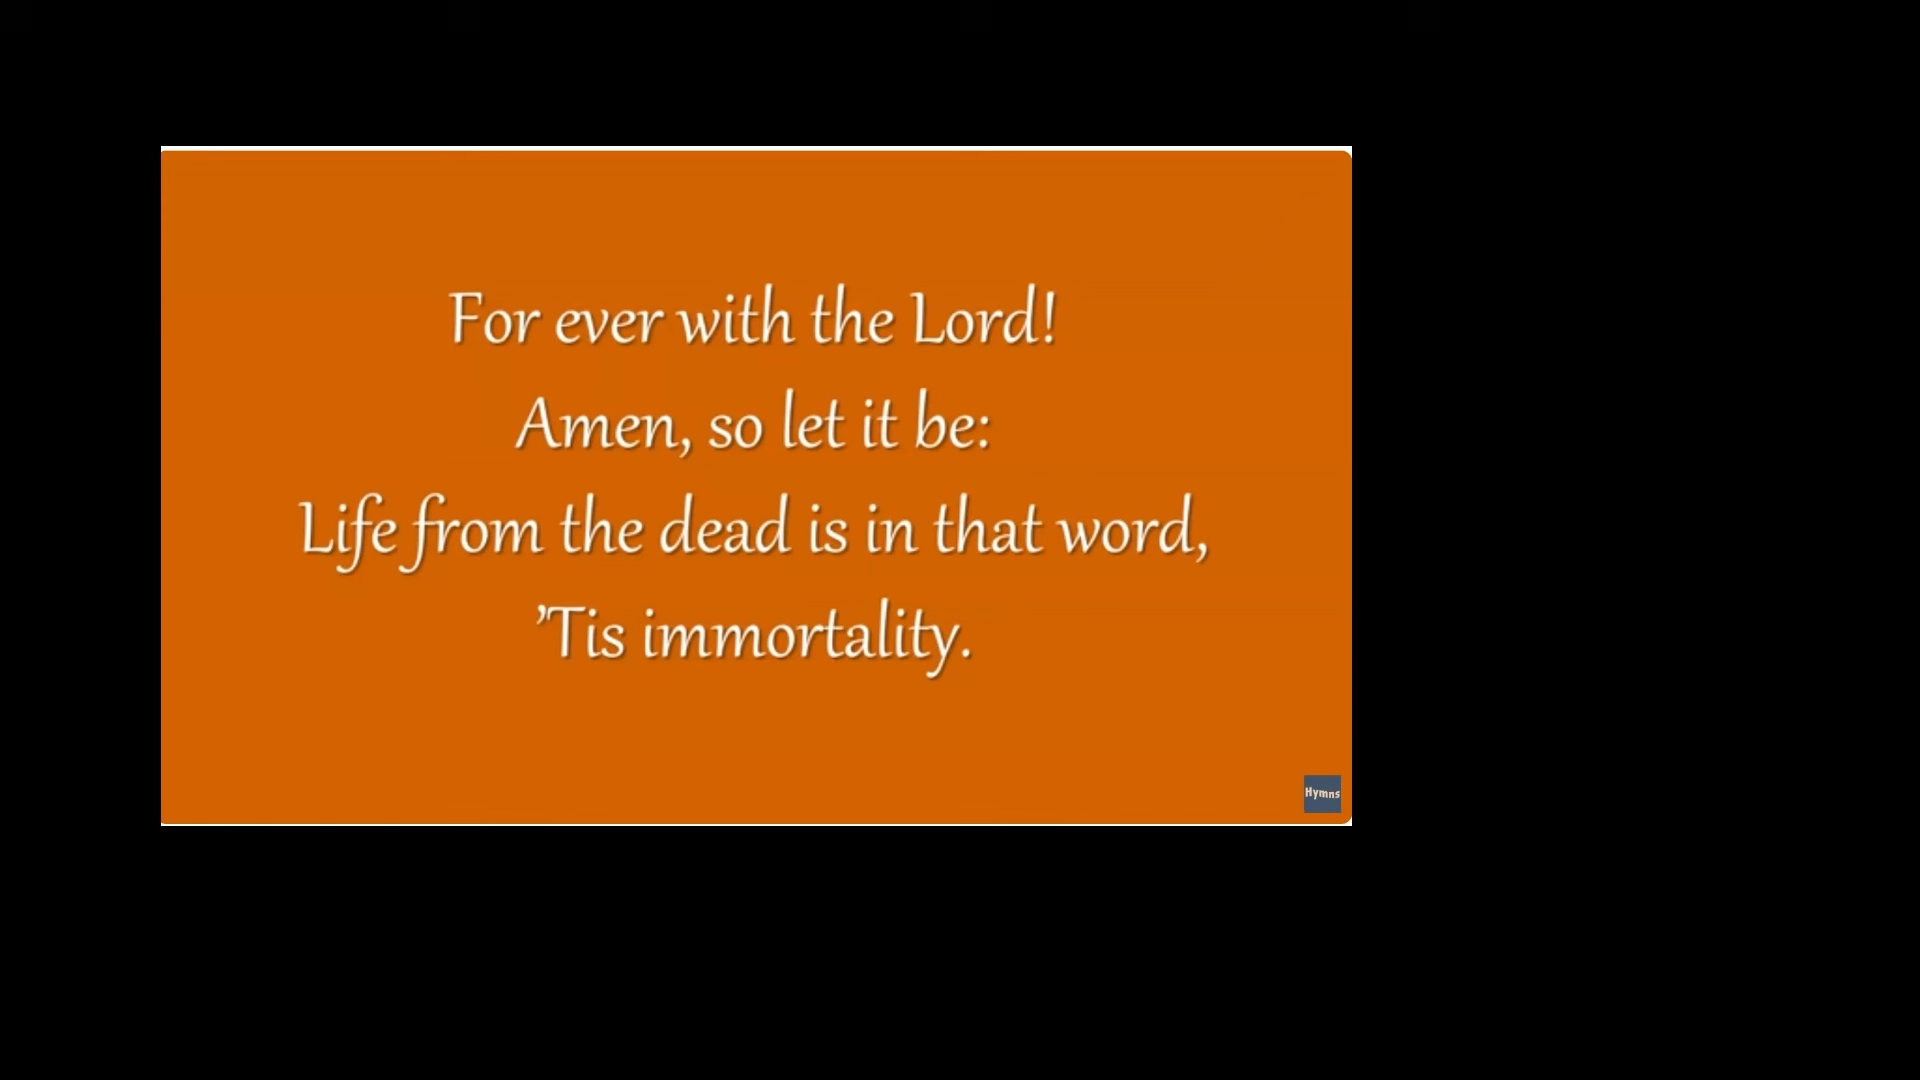 For ever with the Lord!
Amen, so let it be:
Life from the dead is in that word,
’Tis immortality.
Hymns